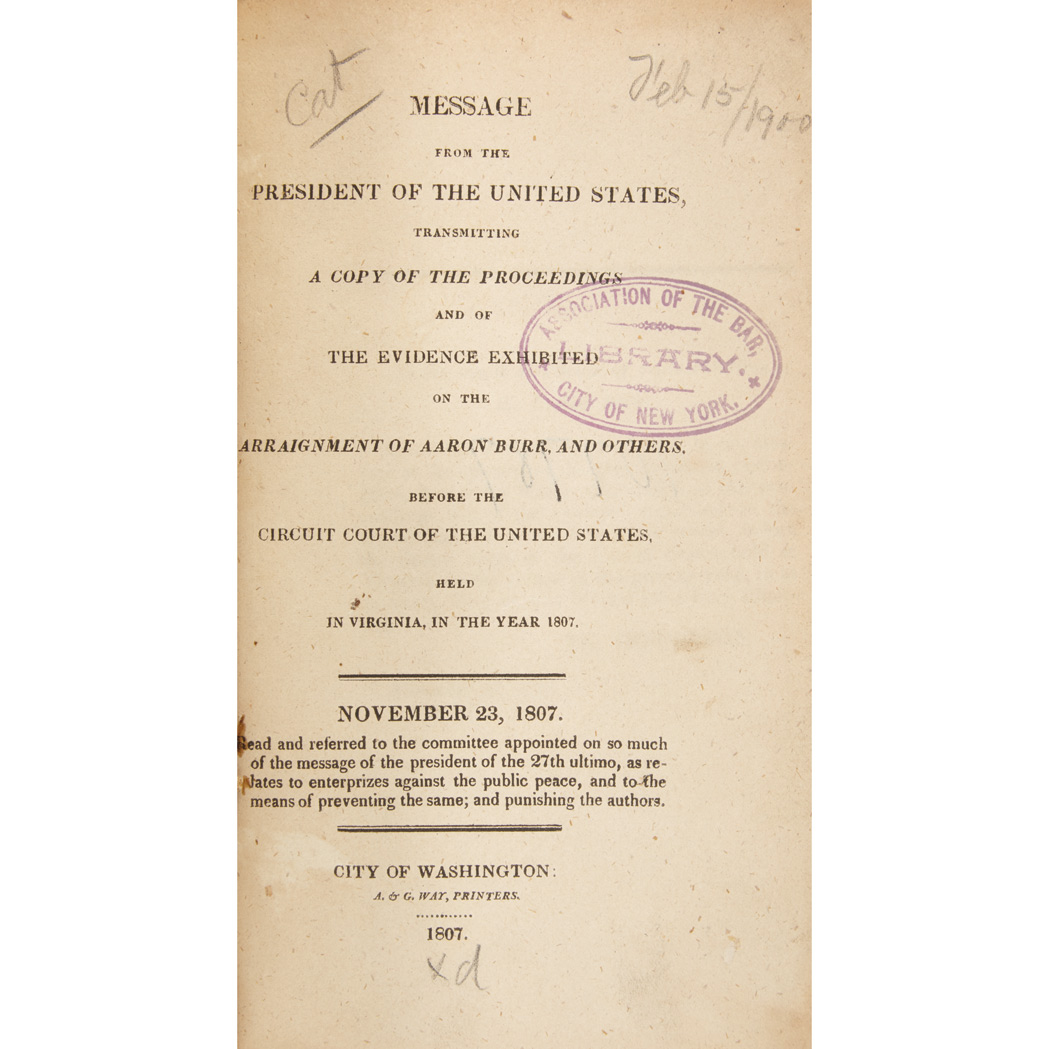 Cat
Feb 15/1900
MESSAGE
FROM THE
PRESIDENT OF THE UNITED STATES,
TRANSMITTING
A COPY OF THE PROCEEDINGS
AND OF
THE EVIDENCE EXHIBITED
ON THE
ARRAIGNMENT OF AARON BURR, AND OTHERS,
BEFORE THE
CIRCUIT COURT OF THE UNITED STATES,
HELD
IN VIRGINIA, IN THE YEAR 1807.
ASSOCIATION OF THE BAR,
LIBRARY.
CITY OF NEW YORK.
NOVEMBER 23, 1807.
Read and referred to the committee appointed on so much
of the message of the president of the 27th ultimo, as re-
lates to enterprizes against the public peace, and to the
means of preventing the same; and punishing the authors.
CITY OF WASHINGTON:
A. & G. WAY, PRINTERS.
1807.
xd